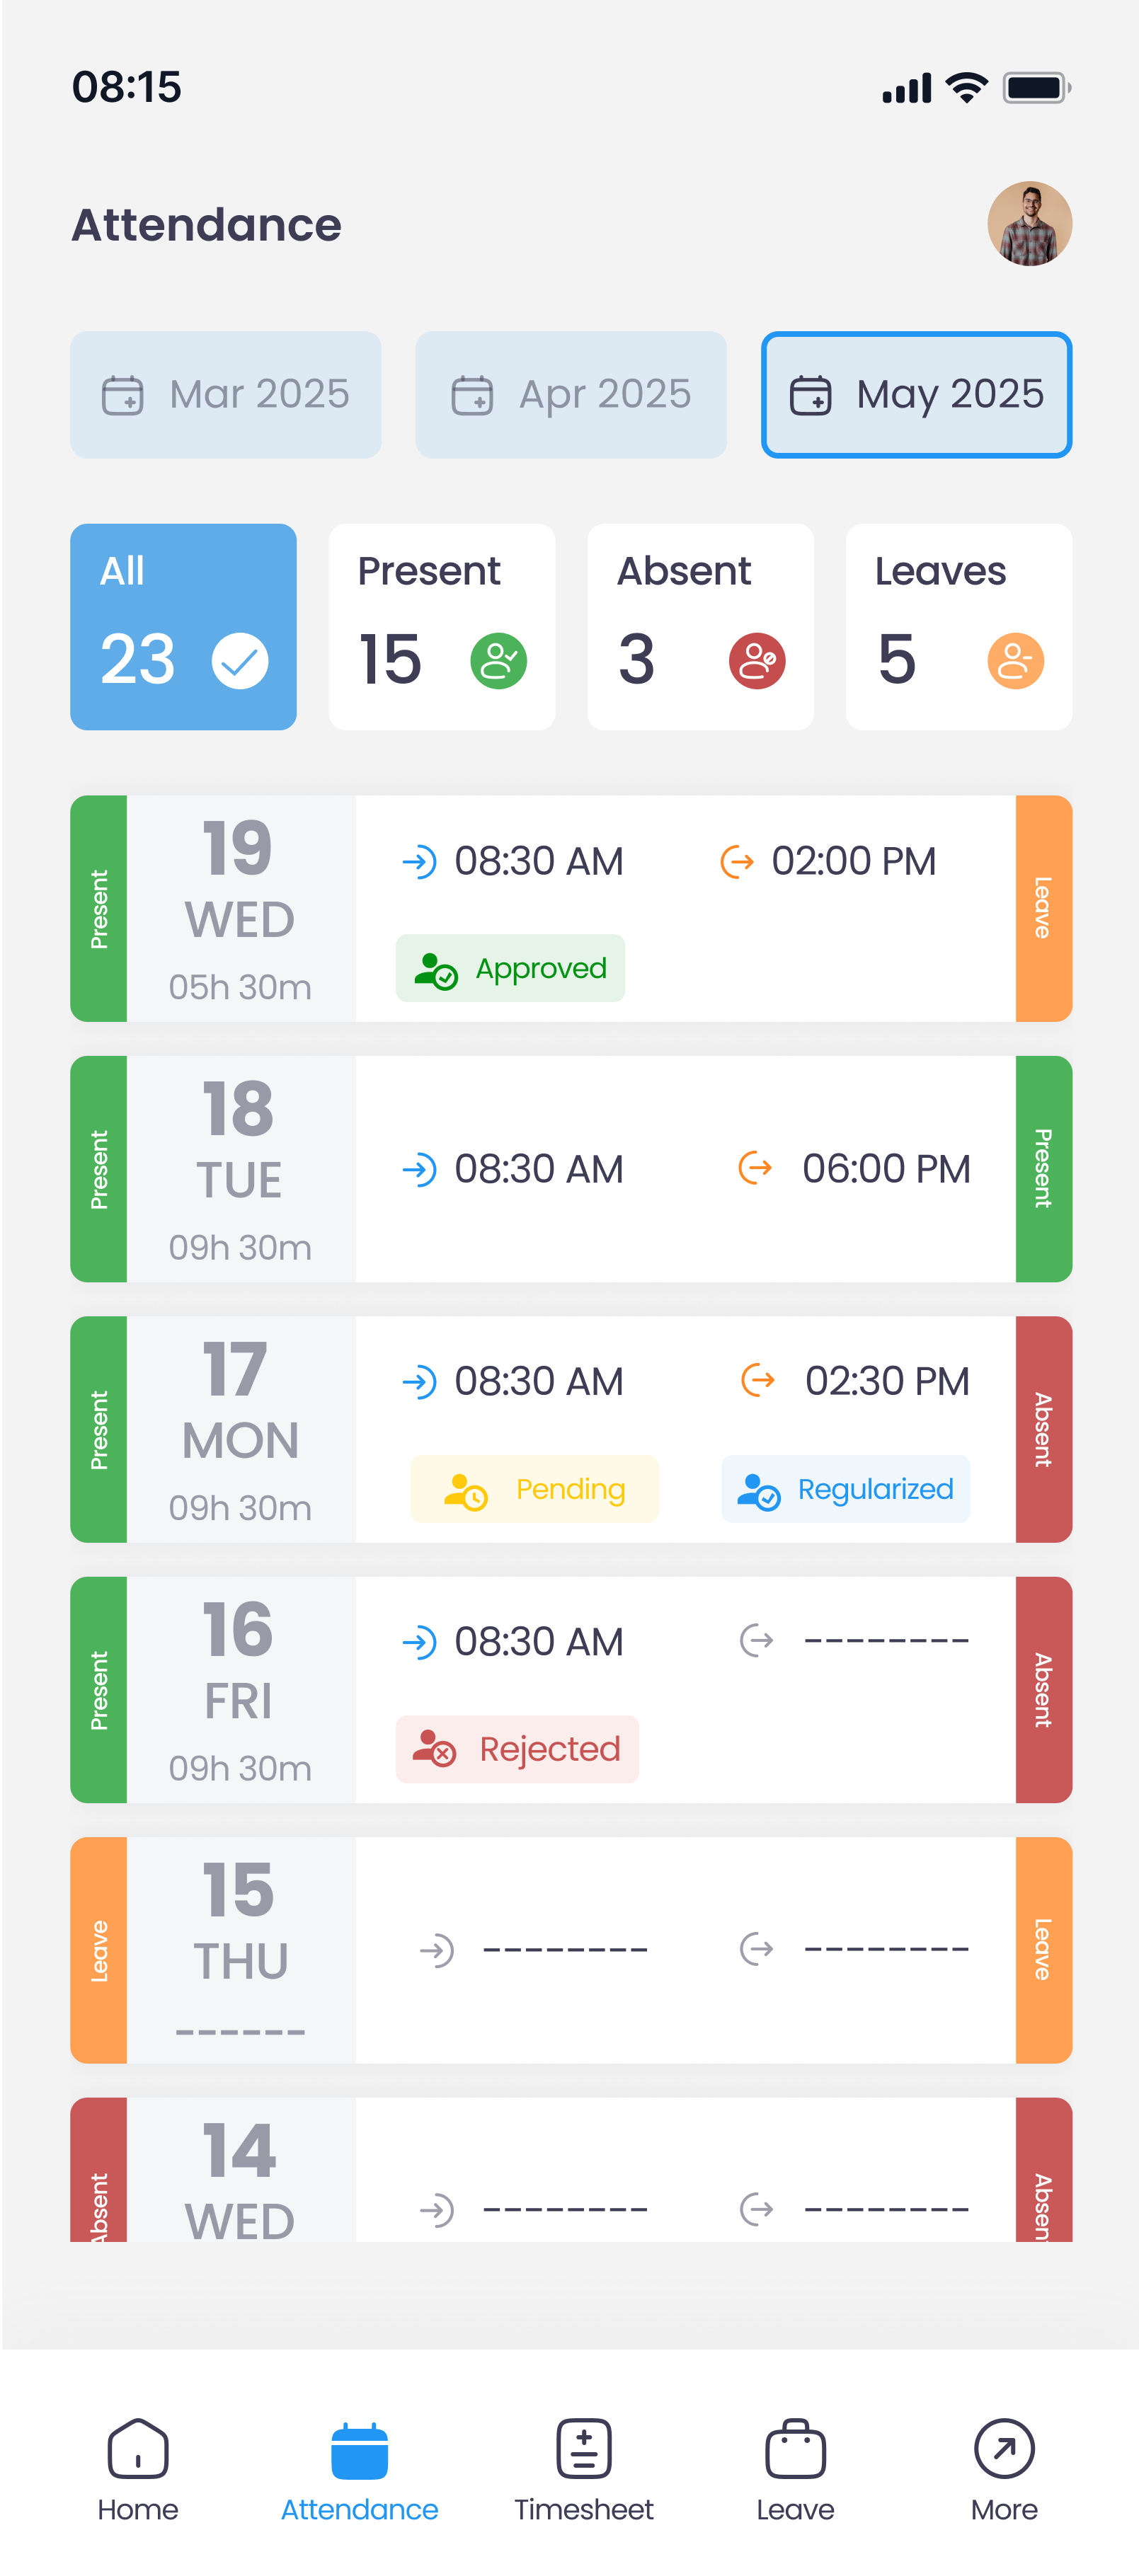 08:15
Attendance
Mar 2025 Apr 2025 May 2025
All Present Absent Leaves
23 15 3 5
Present
19
WED
05h 30m
08:30 AM 02:00 PM
Approved
Leave
Present
18
TUE
09h 30m
08:30 AM 06:00 PM
Present
Present
17
MON
09h 30m
08:30 AM 02:30 PM
Pending Regularized
Absent
Present
16
FRI
09h 30m
08:30 AM --------
Rejected
Absent
Leave
15
THU
------
-------- --------
Leave
Absent
14
WED
-------- --------
Absent
Home Attendance Timesheet Leave More